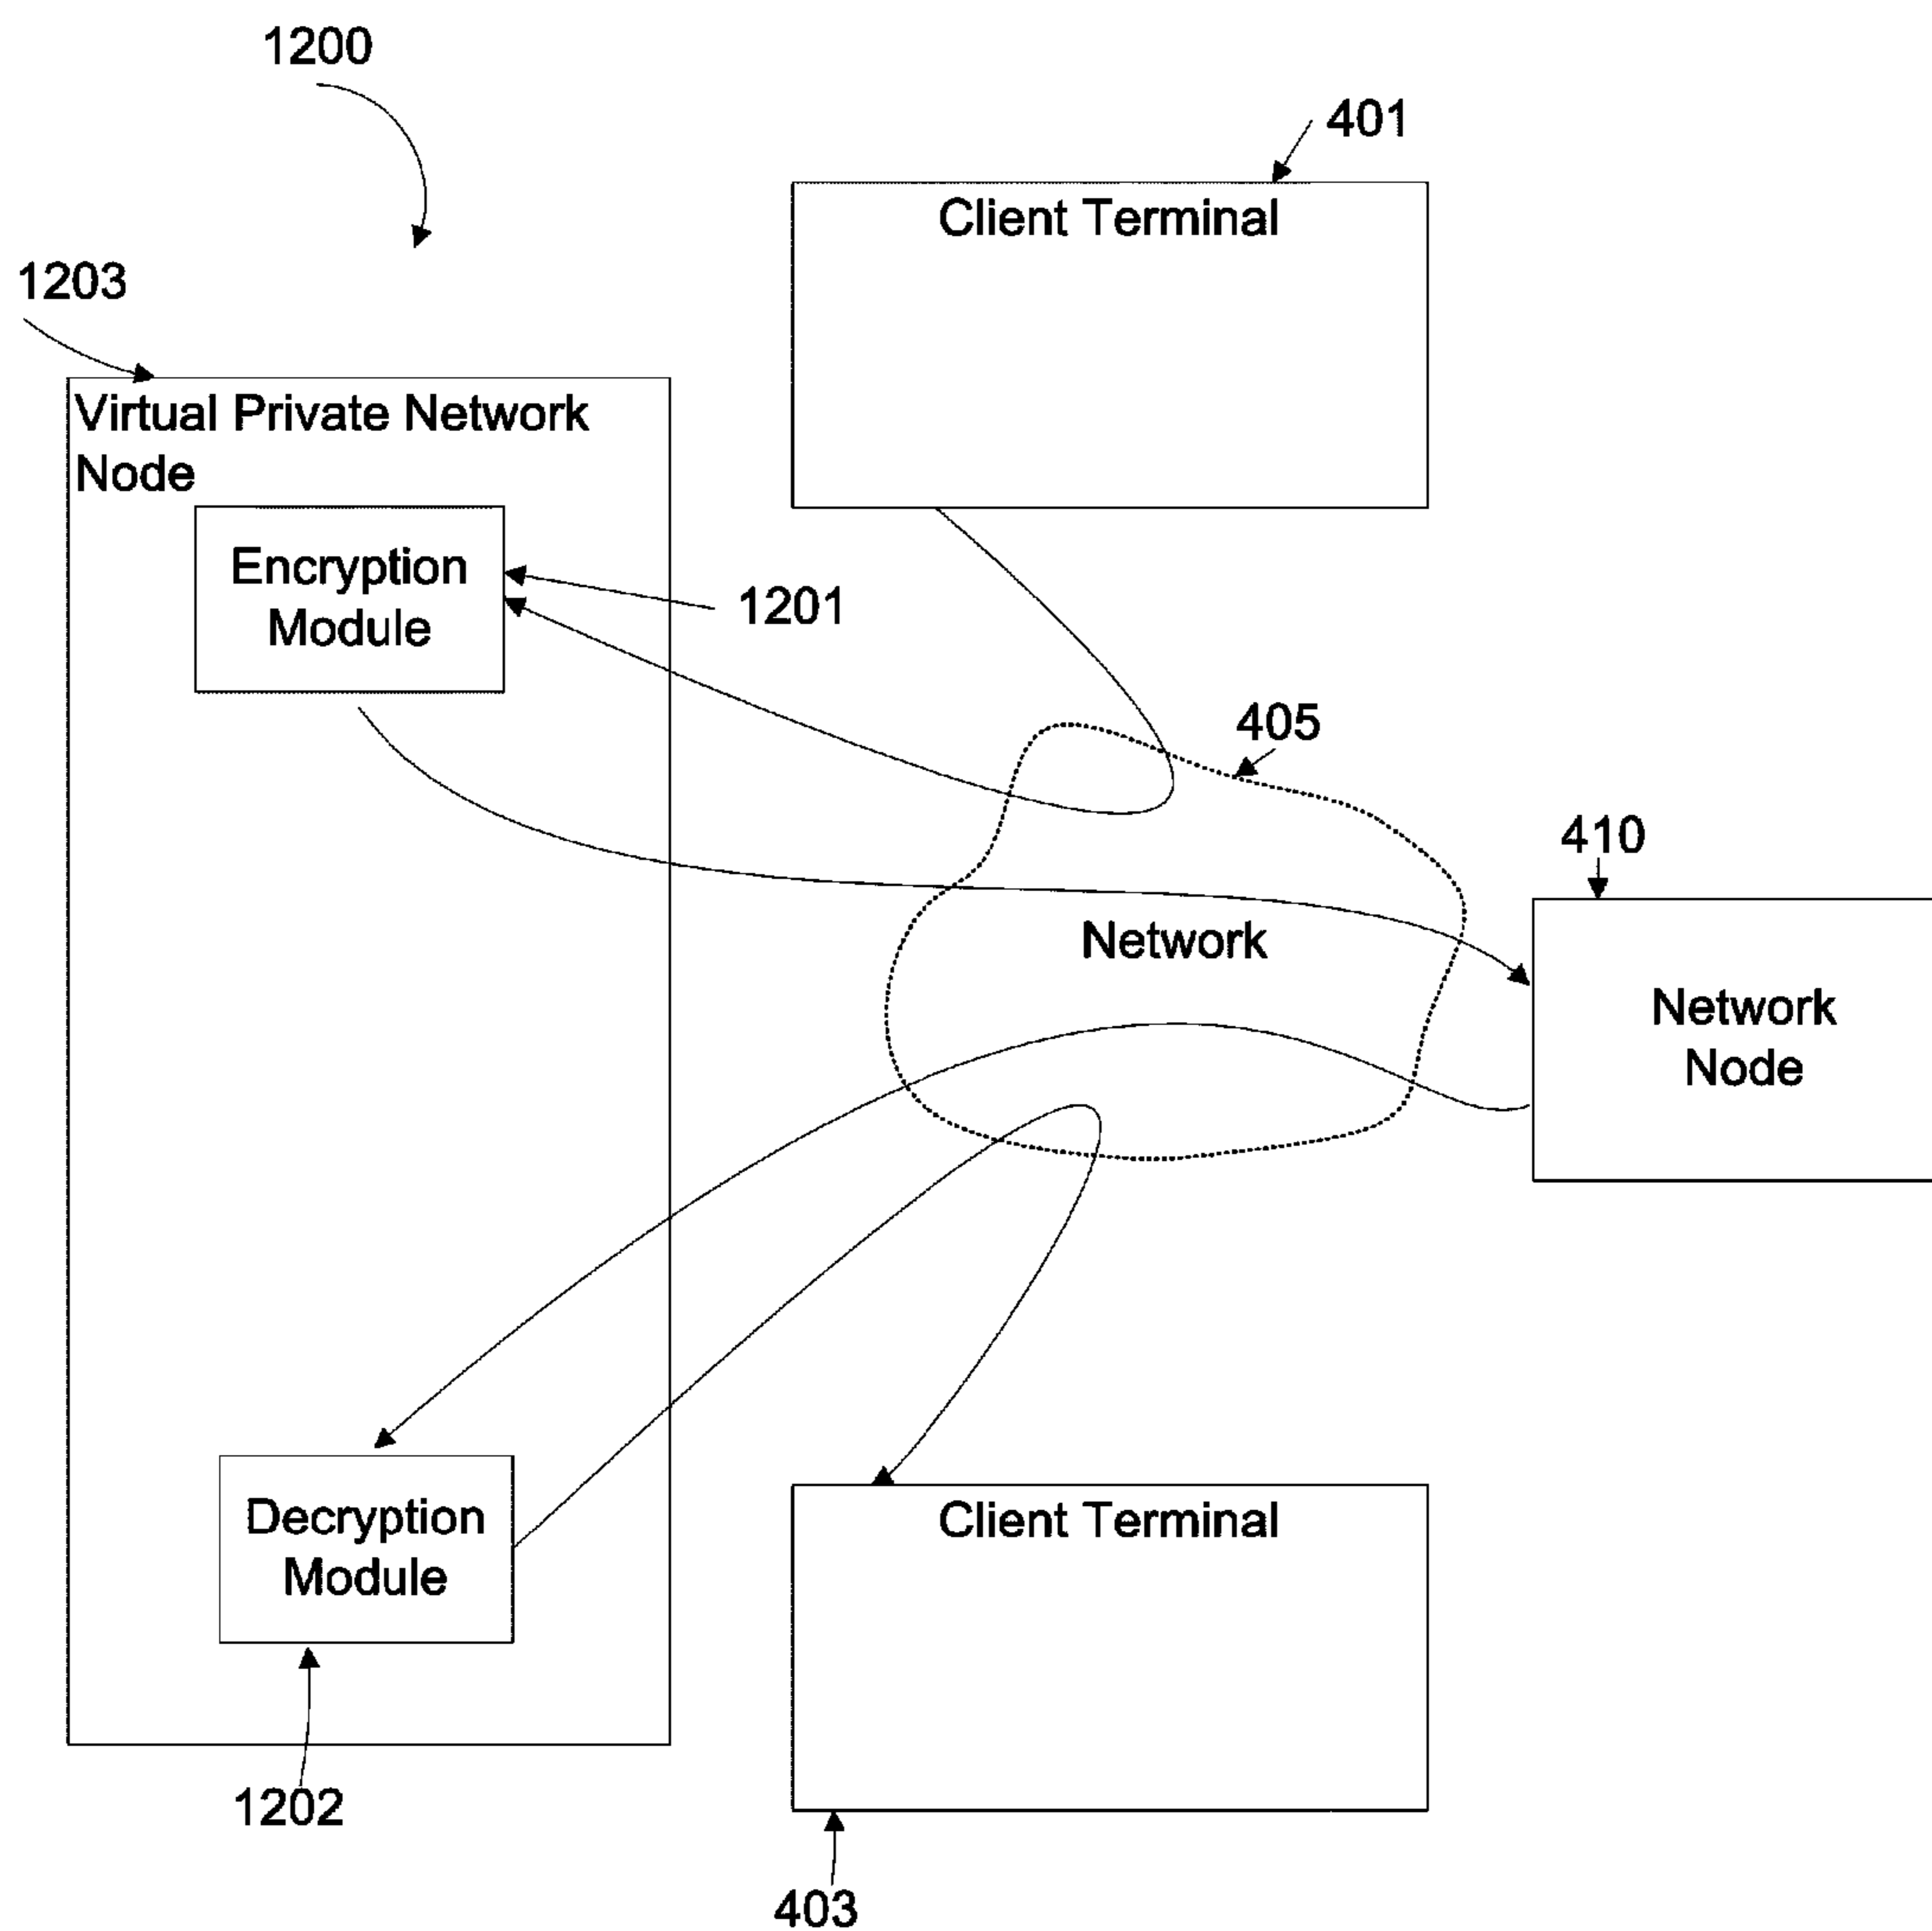 1200
401
Client Terminal
1203
Virtual Private Network
Node
Encryption
Module
1201
405
410
Network
Network
Node
Decryption
Module
Client Terminal
1202
403